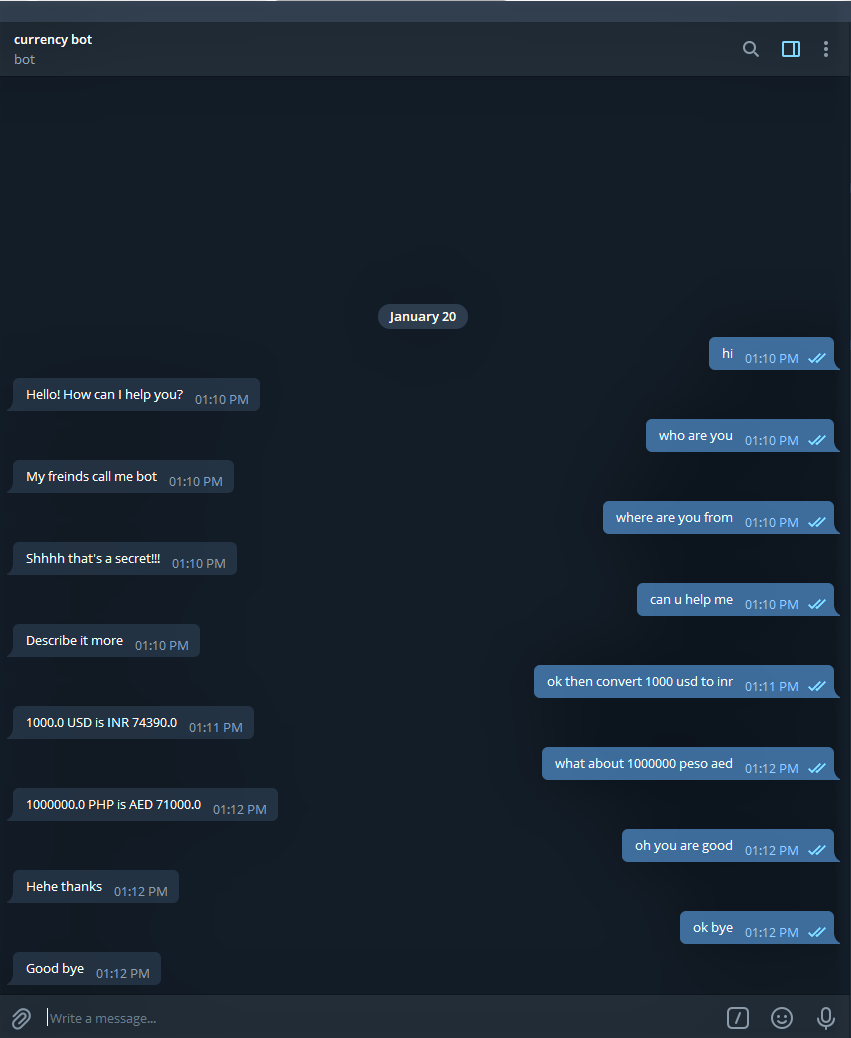 currency bot
bot
January 20
hi 01:10 PM
Hello! How can I help you? 01:10 PM
who are you 01:10 PM
My freinds call me bot 01:10 PM
where are you from 01:10 PM
Shhhh that's a secret!!! 01:10 PM
can u help me 01:10 PM
Describe it more 01:10 PM
ok then convert 1000 usd to inr 01:11 PM
1000.0 USD is INR 74390.0 01:11 PM
what about 1000000 peso aed 01:12 PM
1000000.0 PHP is AED 71000.0 01:12 PM
oh you are good 01:12 PM
Hehe thanks 01:12 PM
ok bye 01:12 PM
Good bye 01:12 PM
Write a message...